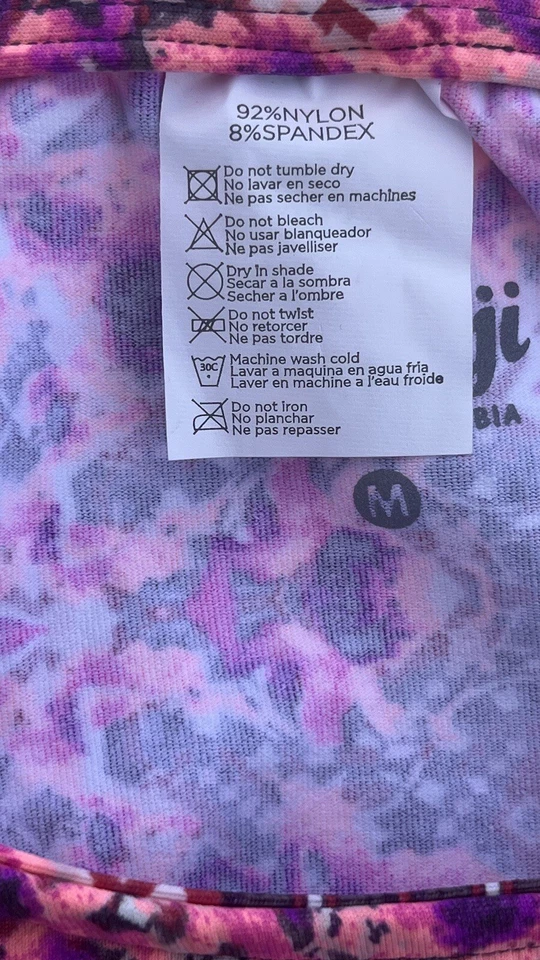 92%NYLON
8%SPANDEX
Do not tumble dry
No lavar en seco
Ne pas secher en machines
Do not bleach
No usar blanqueador
Ne pas javelliser
Dry in shade
Secar a la sombra
Secher a l'ombre
Do not twist
No retorcer
Ne pas tordre
30C
Machine wash cold
Lavar a maquina en agua fria
Laver en machine a l'eau froide
Do not iron
No planchar
Ne pas repasser
ji
BIA
M